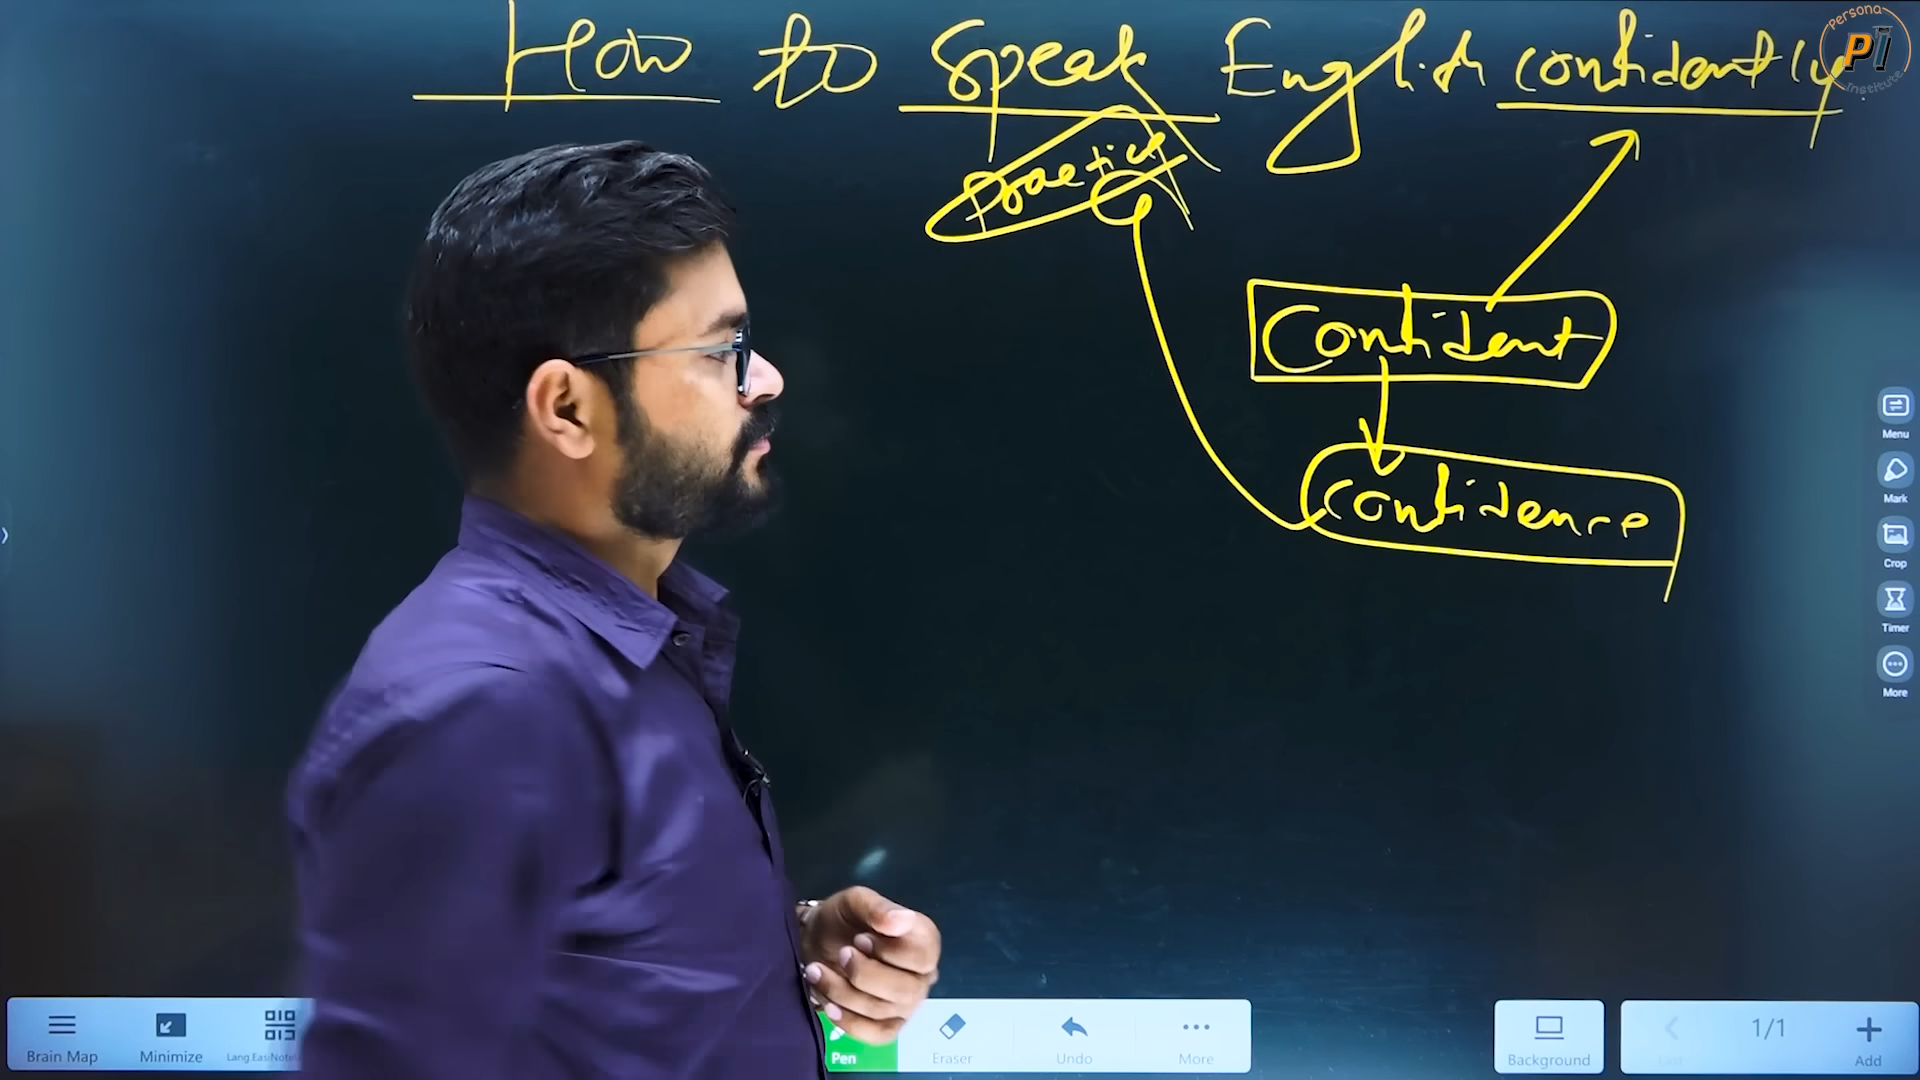 How to Speak English confidently
Persona
PI
Institute
Practice
Confident
Confidence
Menu
Mark
Crop
Timer
More
Brain Map
Minimize
Pen
Eraser
Undo
More
Background
1/1
Add